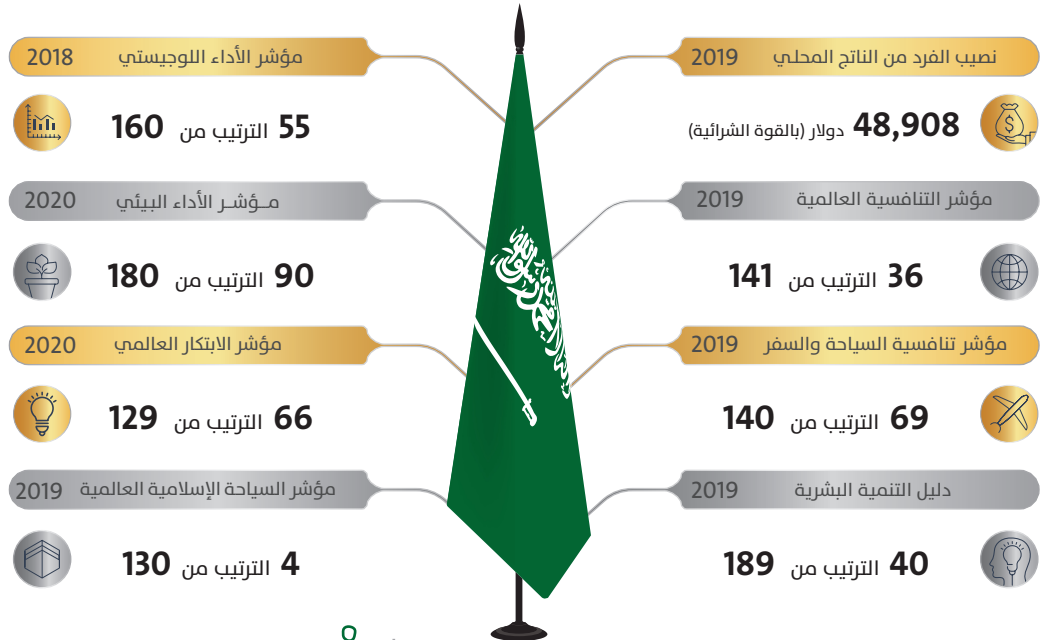 نصيب الفرد من الناتج المحلي 2019
48,908 دولار (بالقوة الشرائية)
مؤشر التنافسية العالمية 2019
36 الترتيب من 141
مؤشر تنافسية السياحة والسفر 2019
69 الترتيب من 140
دليل التنمية البشرية 2019
40 الترتيب من 189
مؤشر الأداء اللوجيستي 2018
55 الترتيب من 160
مــؤشــر الأداء البيئي 2020
90 الترتيب من 180
مؤشر الابتكار العالمي 2020
66 الترتيب من 129
مؤشر السياحة الإسلامية العالمية 2019
4 الترتيب من 130